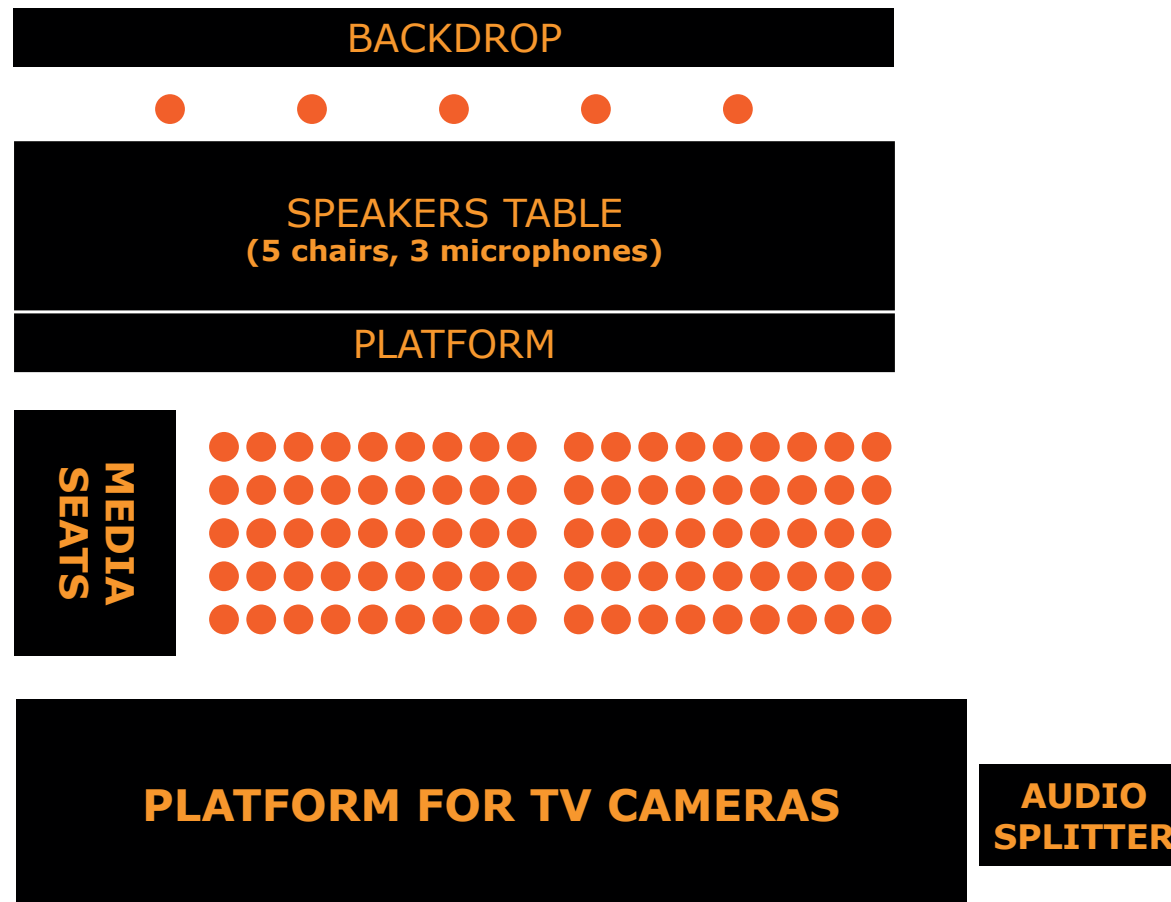 BACKDROP
SPEAKERS TABLE
(5 chairs, 3 microphones)
PLATFORM
MEDIA
SEATS
PLATFORM FOR TV CAMERAS
AUDIO
SPLITTER